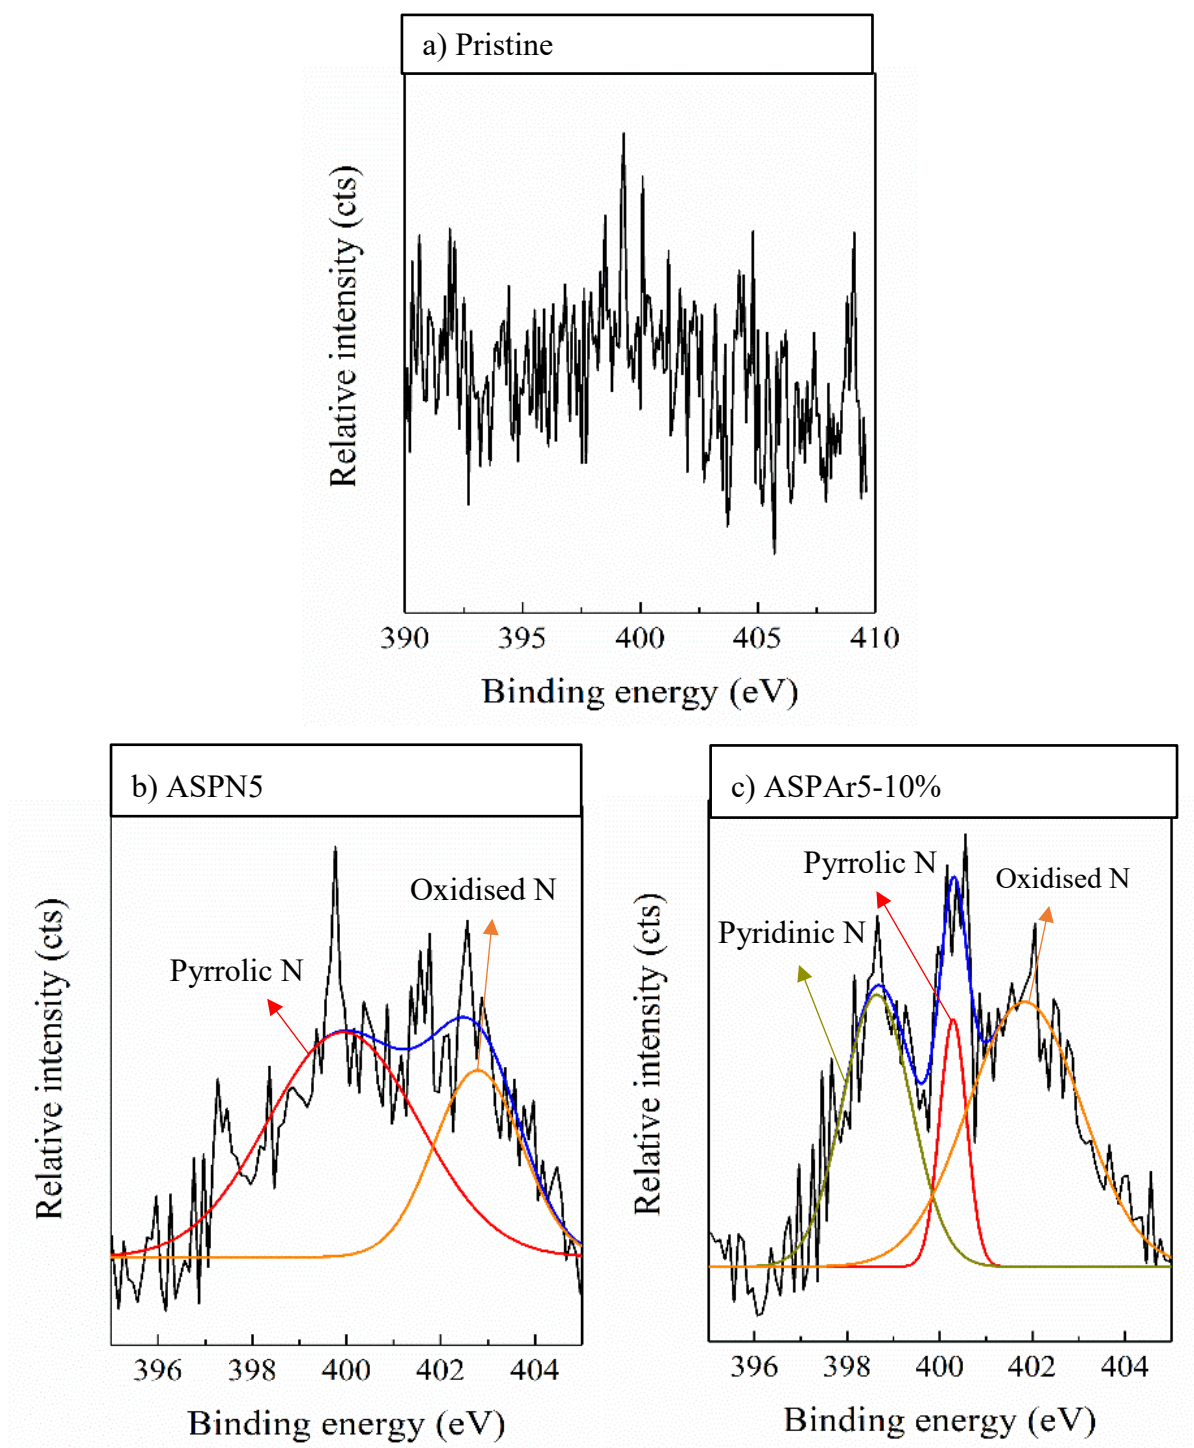 a) Pristine
Relative intensity (cts)
390 395 400 405 410
Binding energy (eV)
b) ASPN5
Oxidised N
Pyrrolic N
Relative intensity (cts)
396 398 400 402 404
Binding energy (eV)
c) ASPAr5-10%
Pyrrolic N
Oxidised N
Pyridinic N
Relative intensity (cts)
396 398 400 402 404
Binding energy (eV)